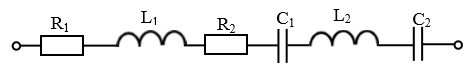 R₁ L₁ R₂ C₁ L₂ C₂